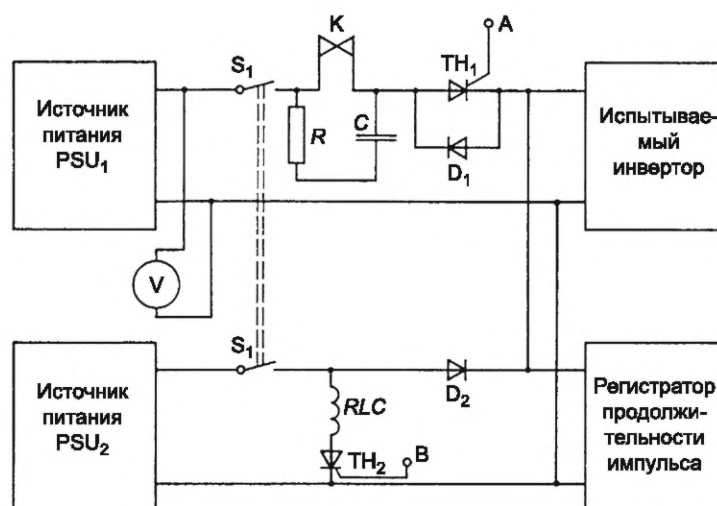 K
A
S₁
TH₁
Источник
питания
PSU₁
R
C
D₁
Испытывае-
мый
инвертор
V
S₁
D₂
Источник
питания
PSU₂
RLC
TH₂
B
Регистратор
продолжи-
тельности
импульса